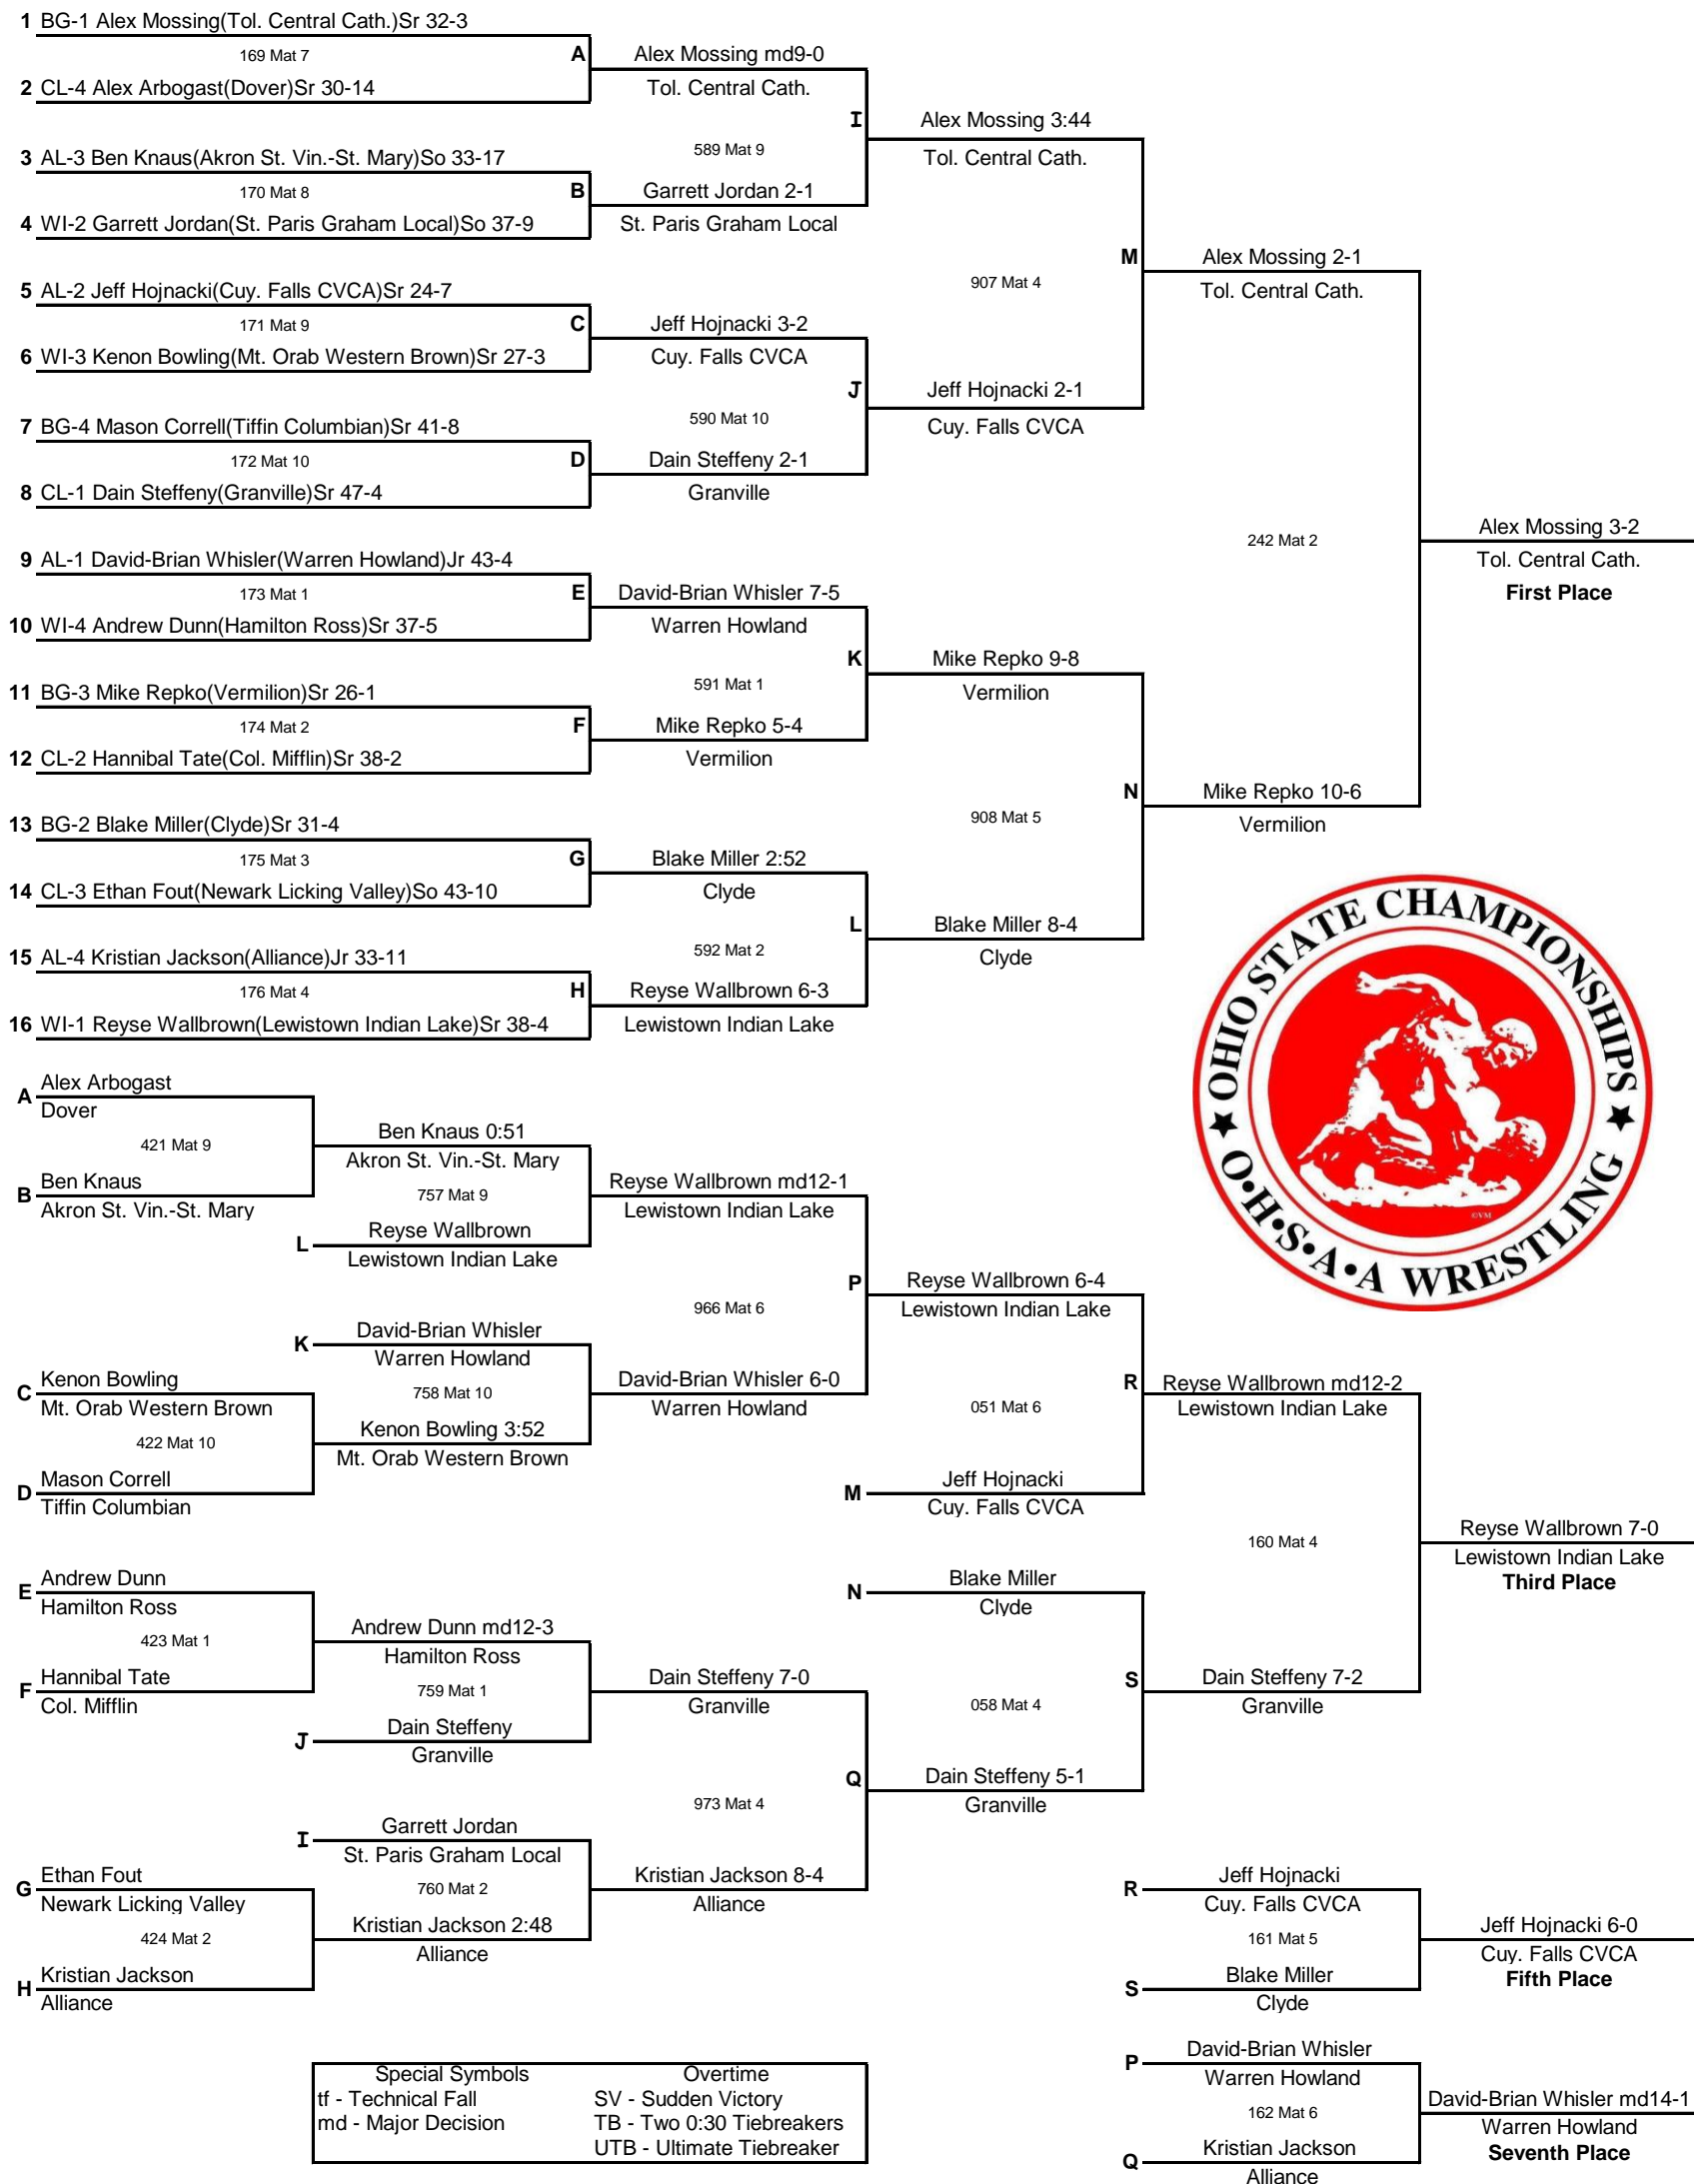 1 BG-1 Alex Mossing(Tol. Central Cath.)Sr 32-3
169 Mat 7
A
2 CL-4 Alex Arbogast(Dover)Sr 30-14
Alex Mossing md9-0
Tol. Central Cath.
3 AL-3 Ben Knaus(Akron St. Vin.-St. Mary)So 33-17
170 Mat 8
B
4 WI-2 Garrett Jordan(St. Paris Graham Local)So 37-9
589 Mat 9
I
Garrett Jordan 2-1
St. Paris Graham Local
Alex Mossing 3:44
Tol. Central Cath.
5 AL-2 Jeff Hojnacki(Cuy. Falls CVCA)Sr 24-7
171 Mat 9
C
6 WI-3 Kenon Bowling(Mt. Orab Western Brown)Sr 27-3
Jeff Hojnacki 3-2
Cuy. Falls CVCA
7 BG-4 Mason Correll(Tiffin Columbian)Sr 41-8
172 Mat 10
D
8 CL-1 Dain Steffeny(Granville)Sr 47-4
590 Mat 10
J
Dain Steffeny 2-1
Granville
Jeff Hojnacki 2-1
Cuy. Falls CVCA
907 Mat 4
M
Alex Mossing 2-1
Tol. Central Cath.
9 AL-1 David-Brian Whisler(Warren Howland)Jr 43-4
173 Mat 1
E
10 WI-4 Andrew Dunn(Hamilton Ross)Sr 37-5
David-Brian Whisler 7-5
Warren Howland
11 BG-3 Mike Repko(Vermilion)Sr 26-1
174 Mat 2
F
12 CL-2 Hannibal Tate(Col. Mifflin)Sr 38-2
591 Mat 1
K
Mike Repko 5-4
Vermilion
Mike Repko 9-8
Vermilion
13 BG-2 Blake Miller(Clyde)Sr 31-4
175 Mat 3
G
14 CL-3 Ethan Fout(Newark Licking Valley)So 43-10
Blake Miller 2:52
Clyde
15 AL-4 Kristian Jackson(Alliance)Jr 33-11
176 Mat 4
H
16 WI-1 Reyse Wallbrown(Lewistown Indian Lake)Sr 38-4
592 Mat 2
L
Reyse Wallbrown 6-3
Lewistown Indian Lake
Blake Miller 8-4
Clyde
908 Mat 5
N
Mike Repko 10-6
Vermilion
242 Mat 2
Alex Mossing 3-2
Tol. Central Cath.
First Place
★ OHIO STATE CHAMPIONSHIPS ★
O•H•S•A•A WRESTLING
©VM
A
Alex Arbogast
Dover
421 Mat 9
B
Ben Knaus
Akron St. Vin.-St. Mary
Ben Knaus 0:51
Akron St. Vin.-St. Mary
757 Mat 9
L
Reyse Wallbrown
Lewistown Indian Lake
Reyse Wallbrown md12-1
Lewistown Indian Lake
K
David-Brian Whisler
Warren Howland
C
Kenon Bowling
Mt. Orab Western Brown
422 Mat 10
D
Mason Correll
Tiffin Columbian
758 Mat 10
Kenon Bowling 3:52
Mt. Orab Western Brown
David-Brian Whisler 6-0
Warren Howland
966 Mat 6
P
Reyse Wallbrown 6-4
Lewistown Indian Lake
051 Mat 6
R
M
Jeff Hojnacki
Cuy. Falls CVCA
Reyse Wallbrown md12-2
Lewistown Indian Lake
E
Andrew Dunn
Hamilton Ross
423 Mat 1
F
Hannibal Tate
Col. Mifflin
Andrew Dunn md12-3
Hamilton Ross
759 Mat 1
J
Dain Steffeny
Granville
Dain Steffeny 7-0
Granville
I
Garrett Jordan
St. Paris Graham Local
G
Ethan Fout
Newark Licking Valley
424 Mat 2
H
Kristian Jackson
Alliance
760 Mat 2
Kristian Jackson 2:48
Alliance
Kristian Jackson 8-4
Alliance
973 Mat 4
Q
N
Blake Miller
Clyde
058 Mat 4
S
Dain Steffeny 5-1
Granville
Dain Steffeny 7-2
Granville
160 Mat 4
Reyse Wallbrown 7-0
Lewistown Indian Lake
Third Place
R
Jeff Hojnacki
Cuy. Falls CVCA
161 Mat 5
S
Blake Miller
Clyde
Jeff Hojnacki 6-0
Cuy. Falls CVCA
Fifth Place
P
David-Brian Whisler
Warren Howland
162 Mat 6
Q
Kristian Jackson
Alliance
David-Brian Whisler md14-1
Warren Howland
Seventh Place
Special Symbols
tf - Technical Fall
md - Major Decision
Overtime
SV - Sudden Victory
TB - Two 0:30 Tiebreakers
UTB - Ultimate Tiebreaker